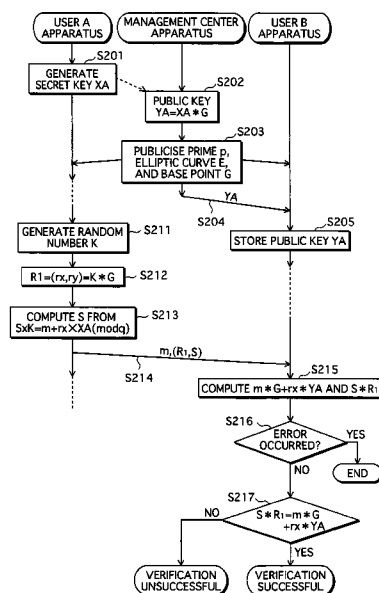 USER A
APPARATUS
MANAGEMENT CENTER
APPARATUS
USER B
APPARATUS
S201
GENERATE
SECRET KEY XA
S202
PUBLIC KEY
YA=XA*G
S203
PUBLICISE PRIME p,
ELLIPTIC CURVE E,
AND BASE POINT G
YA
S204
S205
STORE PUBLIC KEY YA
S211
GENERATE RANDOM
NUMBER K
S212
R1=(rx,ry)=K*G
S213
COMPUTE S FROM
S×K=m+rx×XA(modq)
m,(R1,S)
S214
S215
COMPUTE m*G+rx*YA AND S*R1
S216
ERROR
OCCURRED?
YES
END
NO
S217
S*R1=m*G
+rx*YA
NO
YES
VERIFICATION
UNSUCCESSFUL
VERIFICATION
SUCCESSFUL